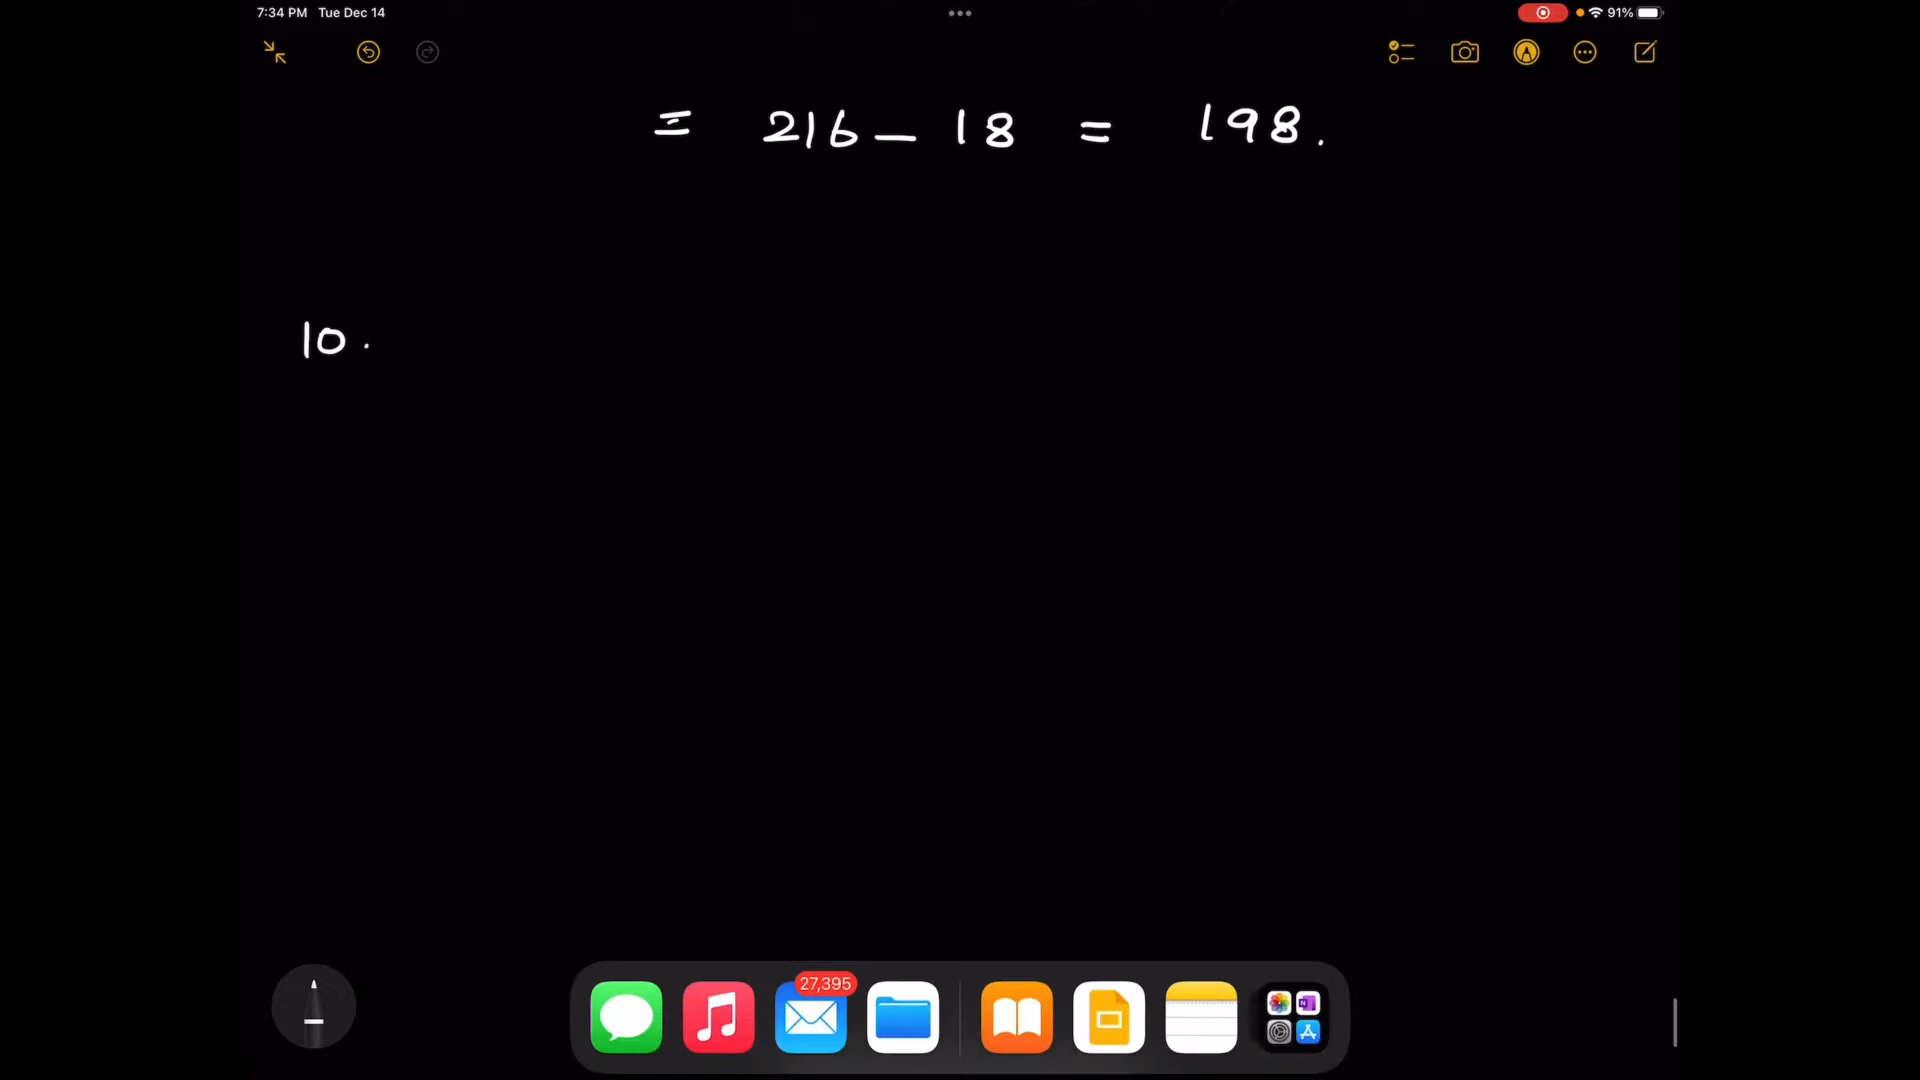 7:34 PM Tue Dec 14
91%
= 216 - 18 = 198.
10.
27,395